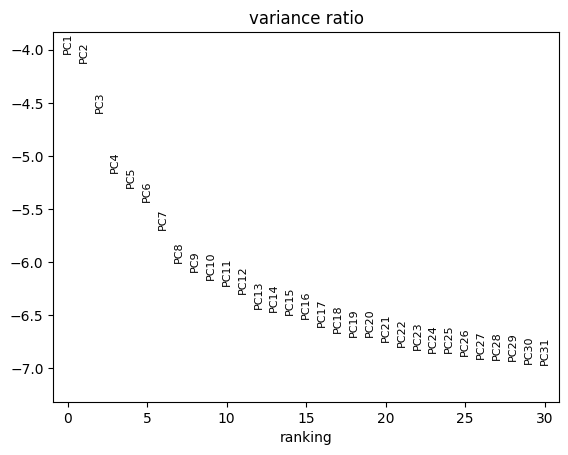 variance ratio
−4.0
−4.5
−5.0
−5.5
−6.0
−6.5
−7.0
PC1
PC2
PC3
PC4
PC5
PC6
PC7
PC8
PC9
PC10
PC11
PC12
PC13
PC14
PC15
PC16
PC17
PC18
PC19
PC20
PC21
PC22
PC23
PC24
PC25
PC26
PC27
PC28
PC29
PC30
PC31
0 5 10 15 20 25 30
ranking